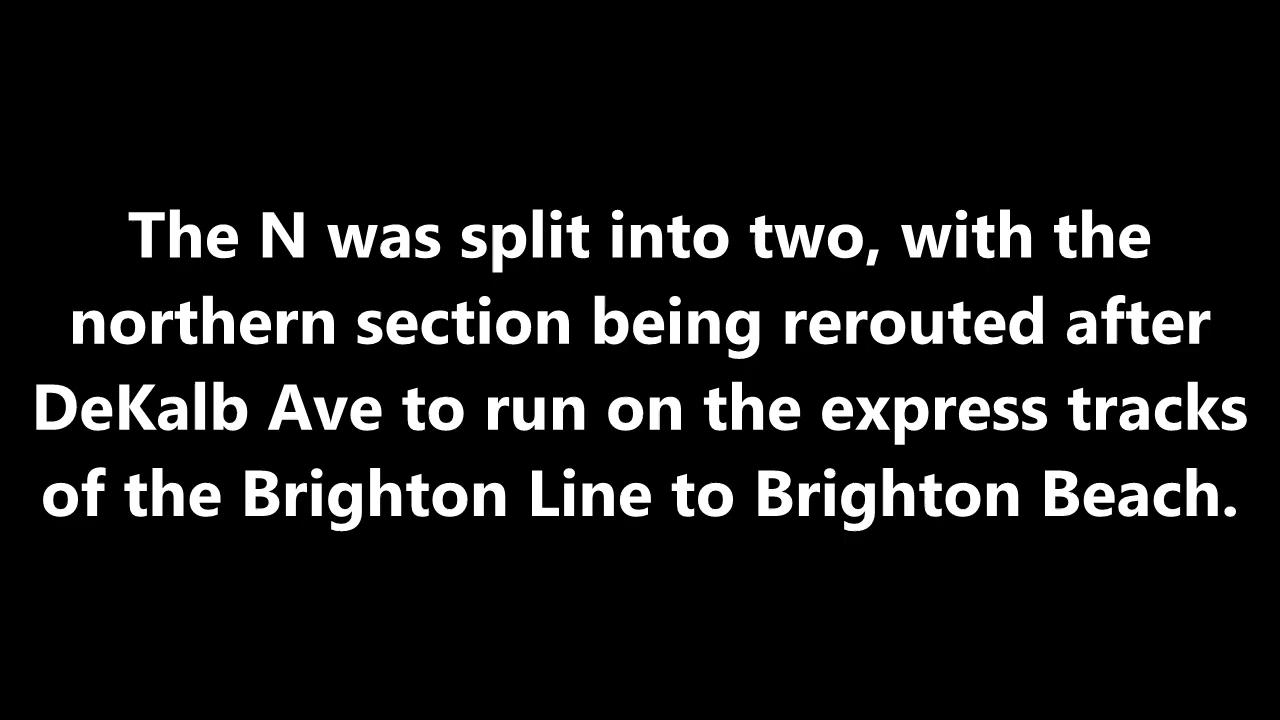 The N was split into two, with the
northern section being rerouted after
DeKalb Ave to run on the express tracks
of the Brighton Line to Brighton Beach.